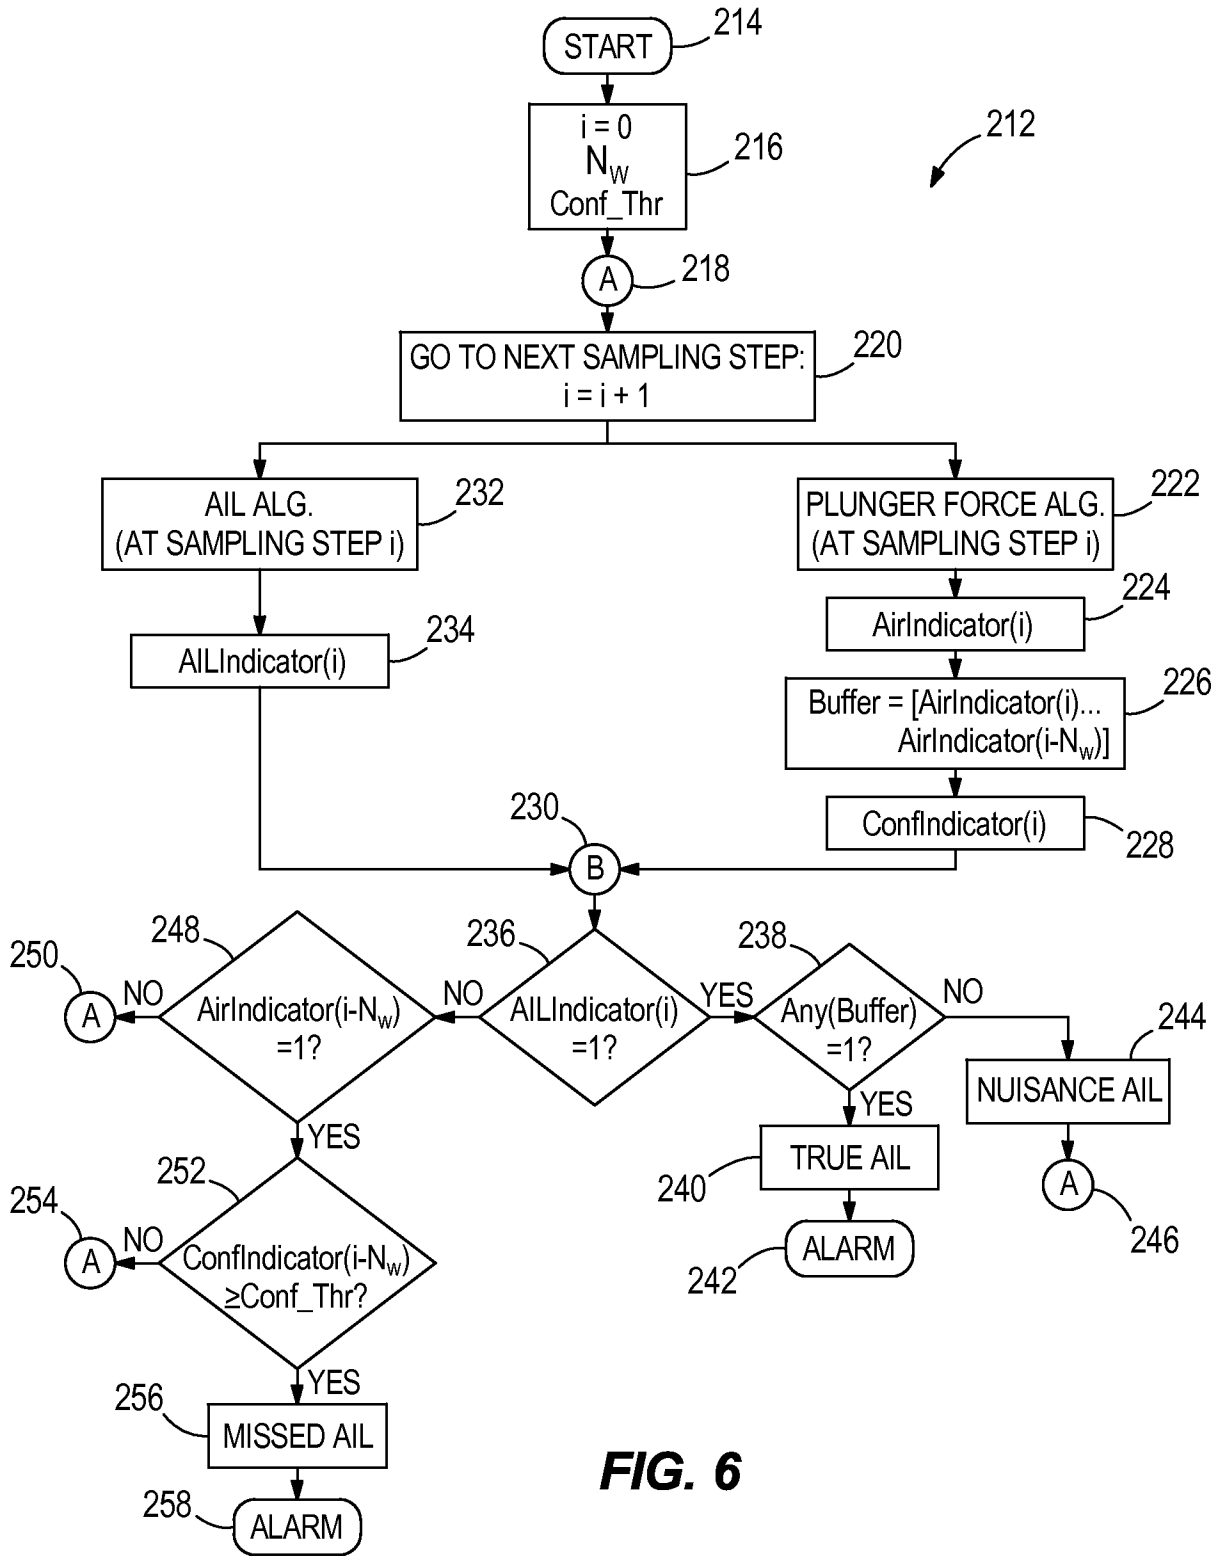 START
214
i = 0
Nw
Conf_Thr
216
212
A
218
GO TO NEXT SAMPLING STEP:
i = i + 1
220
AIL ALG.
(AT SAMPLING STEP i)
232
PLUNGER FORCE ALG.
(AT SAMPLING STEP i)
222
AILIndicator(i)
234
AirIndicator(i)
224
Buffer = [AirIndicator(i)...
AirIndicator(i-Nw)]
226
ConfIndicator(i)
228
230
B
236
AILIndicator(i)
=1?
NO
YES
248
AirIndicator(i-Nw)
=1?
NO
250
A
YES
238
Any(Buffer)
=1?
NO
YES
244
NUISANCE AIL
A
246
TRUE AIL
240
ALARM
242
252
ConfIndicator(i-Nw)
≥Conf_Thr?
NO
254
A
YES
256
MISSED AIL
258
ALARM
FIG. 6